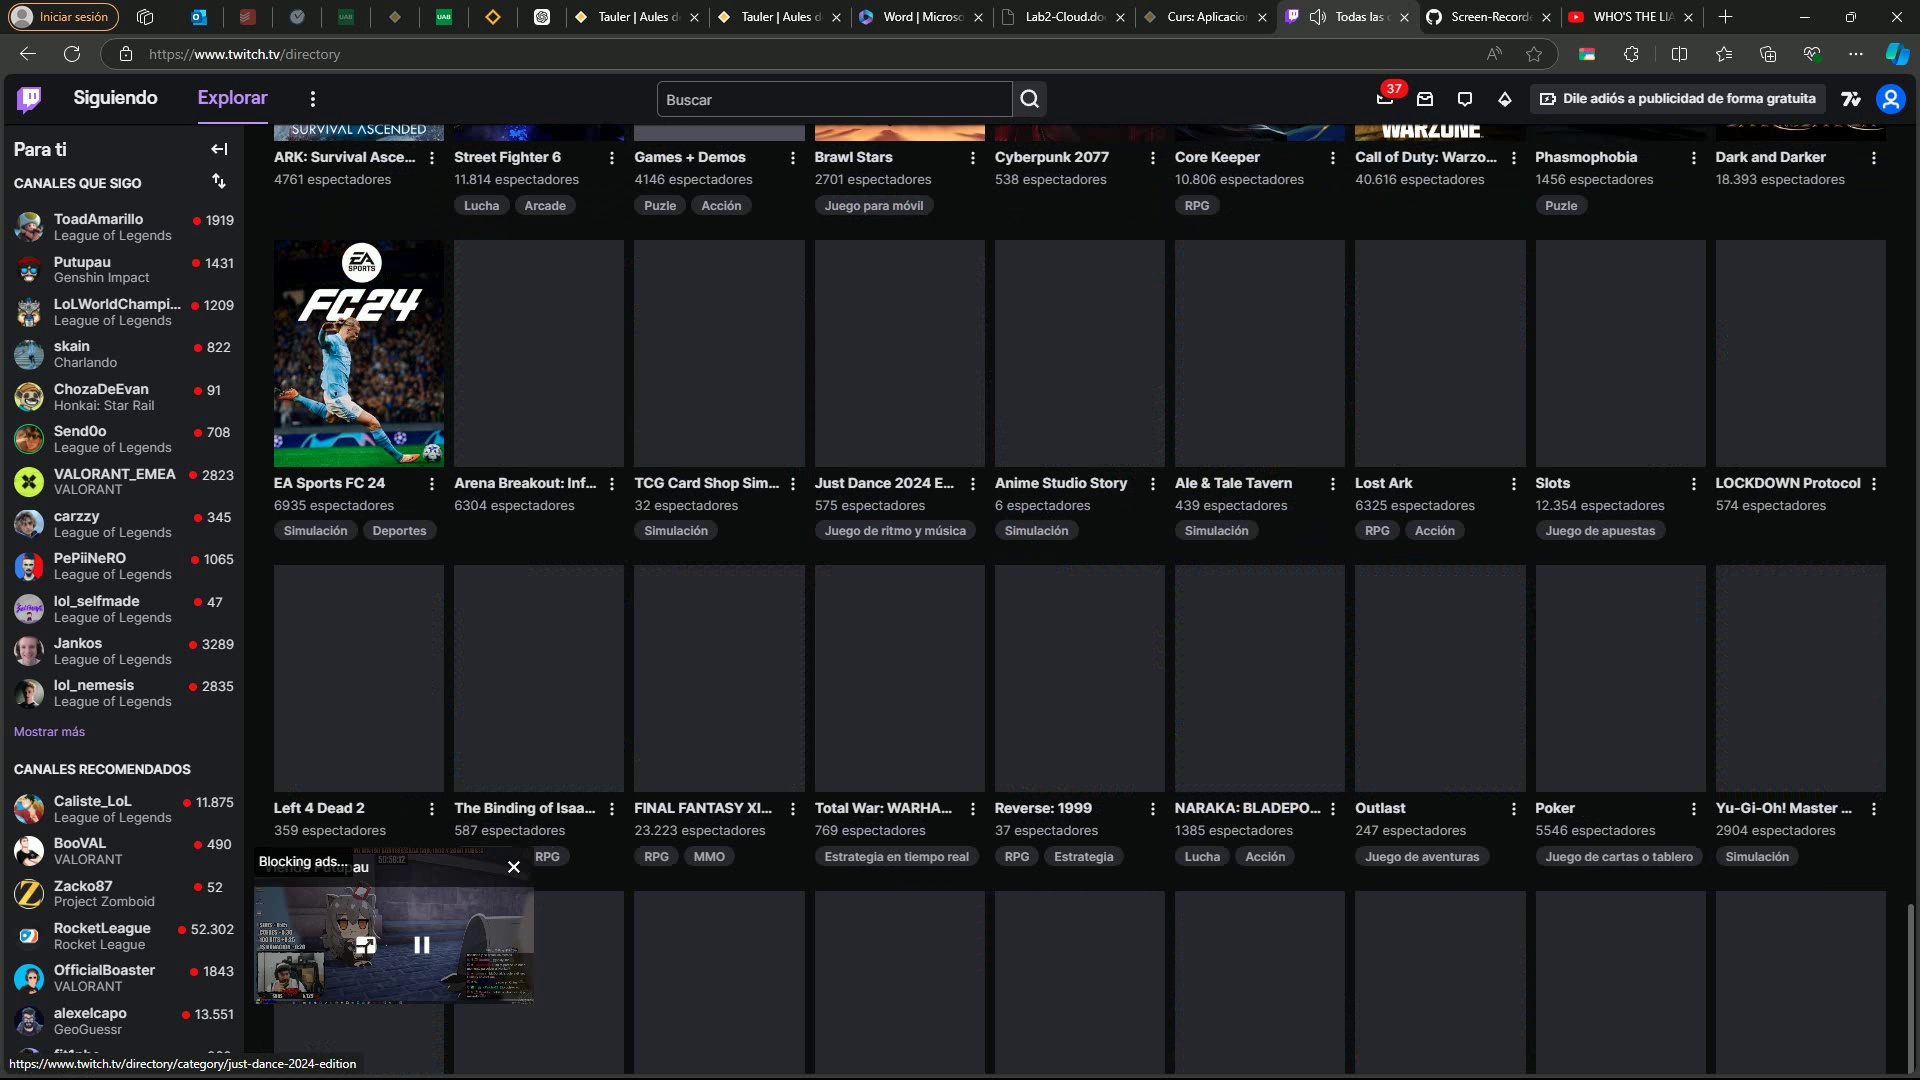 Iniciar sesión
Tauler | Aules d
Tauler | Aules d
Word | Microso
Lab2-Cloud.do
Curs: Aplicacion
Todas las c
Screen-Recorde
WHO'S THE LIA
https://www.twitch.tv/directory
Siguiendo
Explorar
Buscar
37
Dile adiós a publicidad de forma gratuita
Para ti
CANALES QUE SIGO
ToadAmarillo
1919
League of Legends
Putupau
1431
Genshin Impact
LoLWorldChampi...
1209
League of Legends
skain
822
Charlando
ChozaDeEvan
91
Honkai: Star Rail
Send0o
708
League of Legends
VALORANT_EMEA
2823
VALORANT
carzzy
345
League of Legends
PePiiNeRO
1065
League of Legends
lol_selfmade
47
League of Legends
Jankos
3289
League of Legends
lol_nemesis
2835
League of Legends
Mostrar más
CANALES RECOMENDADOS
Caliste_LoL
11.875
League of Legends
BooVAL
490
VALORANT
Zacko87
52
Project Zomboid
RocketLeague
52.302
Rocket League
OfficialBoaster
1843
VALORANT
alexelcapo
13.551
GeoGuessr
SURVIVAL ASCENDED
WARZONE
ARK: Survival Asce...
4761 espectadores
Street Fighter 6
11.814 espectadores
Lucha
Arcade
Games + Demos
4146 espectadores
Puzle
Acción
Brawl Stars
2701 espectadores
Juego para móvil
Cyberpunk 2077
538 espectadores
Core Keeper
10.806 espectadores
RPG
Call of Duty: Warzo...
40.616 espectadores
Phasmophobia
1456 espectadores
Puzle
Dark and Darker
18.393 espectadores
EA SPORTS
FC24
EA Sports FC 24
6935 espectadores
Simulación
Deportes
Arena Breakout: Inf...
6304 espectadores
TCG Card Shop Sim...
32 espectadores
Simulación
Just Dance 2024 E...
575 espectadores
Juego de ritmo y música
Anime Studio Story
6 espectadores
Simulación
Ale & Tale Tavern
439 espectadores
Simulación
Lost Ark
6325 espectadores
RPG
Acción
Slots
12.354 espectadores
Juego de apuestas
LOCKDOWN Protocol
574 espectadores
Left 4 Dead 2
359 espectadores
The Binding of Isaa...
587 espectadores
RPG
FINAL FANTASY XI...
23.223 espectadores
RPG
MMO
Total War: WARHA...
769 espectadores
Estrategia en tiempo real
Reverse: 1999
37 espectadores
RPG
Estrategia
NARAKA: BLADEPO...
1385 espectadores
Lucha
Acción
Outlast
247 espectadores
Juego de aventuras
Poker
5546 espectadores
Juego de cartas o tablero
Yu-Gi-Oh! Master ...
2904 espectadores
Simulación
Blocking ads...
Viendo Putupau
https://www.twitch.tv/directory/category/just-dance-2024-edition